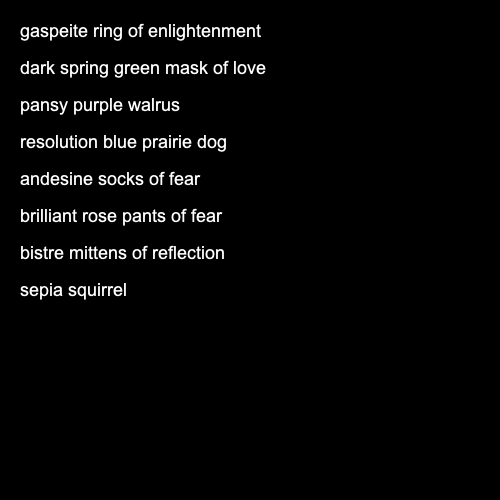 gaspeite ring of enlightenment
dark spring green mask of love
pansy purple walrus
resolution blue prairie dog
andesine socks of fear
brilliant rose pants of fear
bistre mittens of reflection
sepia squirrel